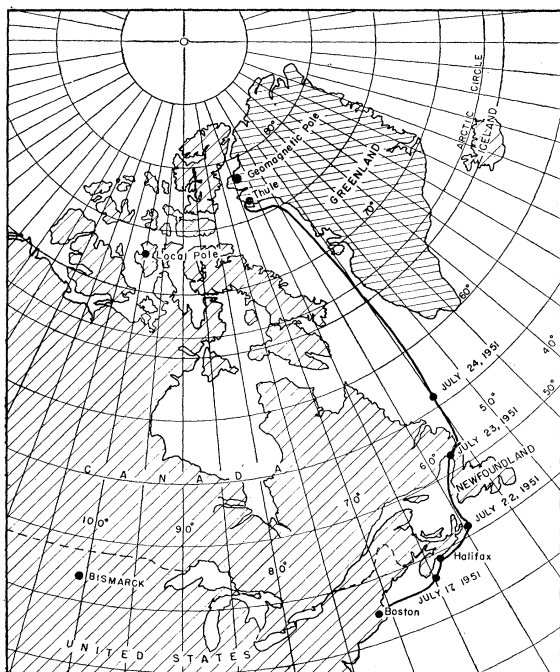 80°
Geomagnetic Pole
Thule
GREENLAND
70°
ARCTIC CIRCLE
ICELAND
Local Pole
60°
40°
50°
JULY 24, 1951
50°
JULY 23, 1951
60°
NEWFOUNDLAND
CANADA
70°
JULY 22, 1951
100°
90°
80°
Halifax
BISMARCK
JULY 17, 1951
Boston
UNITED STATES